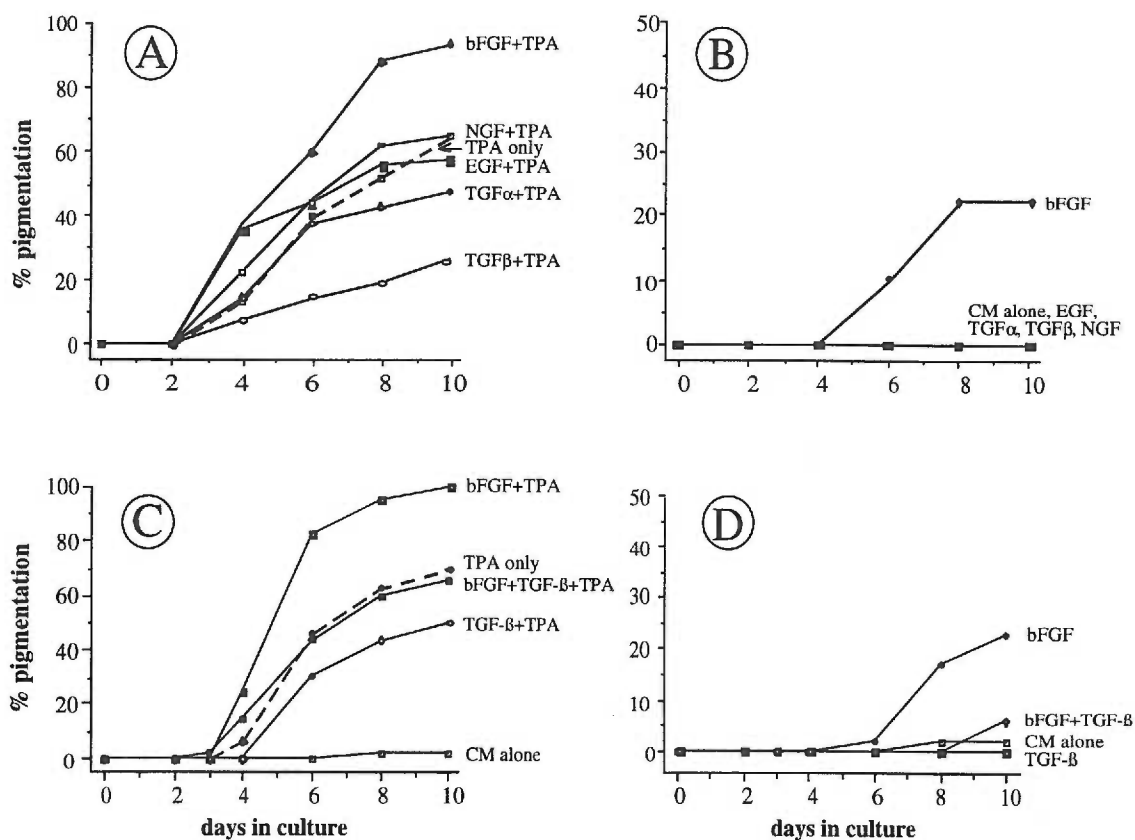 A
100
80
60
40
20
0
% pigmentation
0 2 4 6 8 10
bFGF+TPA
NGF+TPA
TPA only
EGF+TPA
TGFα+TPA
TGFβ+TPA
B
50
40
30
20
10
0
0 2 4 6 8 10
bFGF
CM alone, EGF,
TGFα, TGFβ, NGF
C
100
80
60
40
20
0
% pigmentation
0 2 4 6 8 10
days in culture
bFGF+TPA
TPA only
bFGF+TGF-ß+TPA
TGF-ß+TPA
CM alone
D
50
40
30
20
10
0
0 2 4 6 8 10
days in culture
bFGF
bFGF+TGF-ß
CM alone
TGF-ß